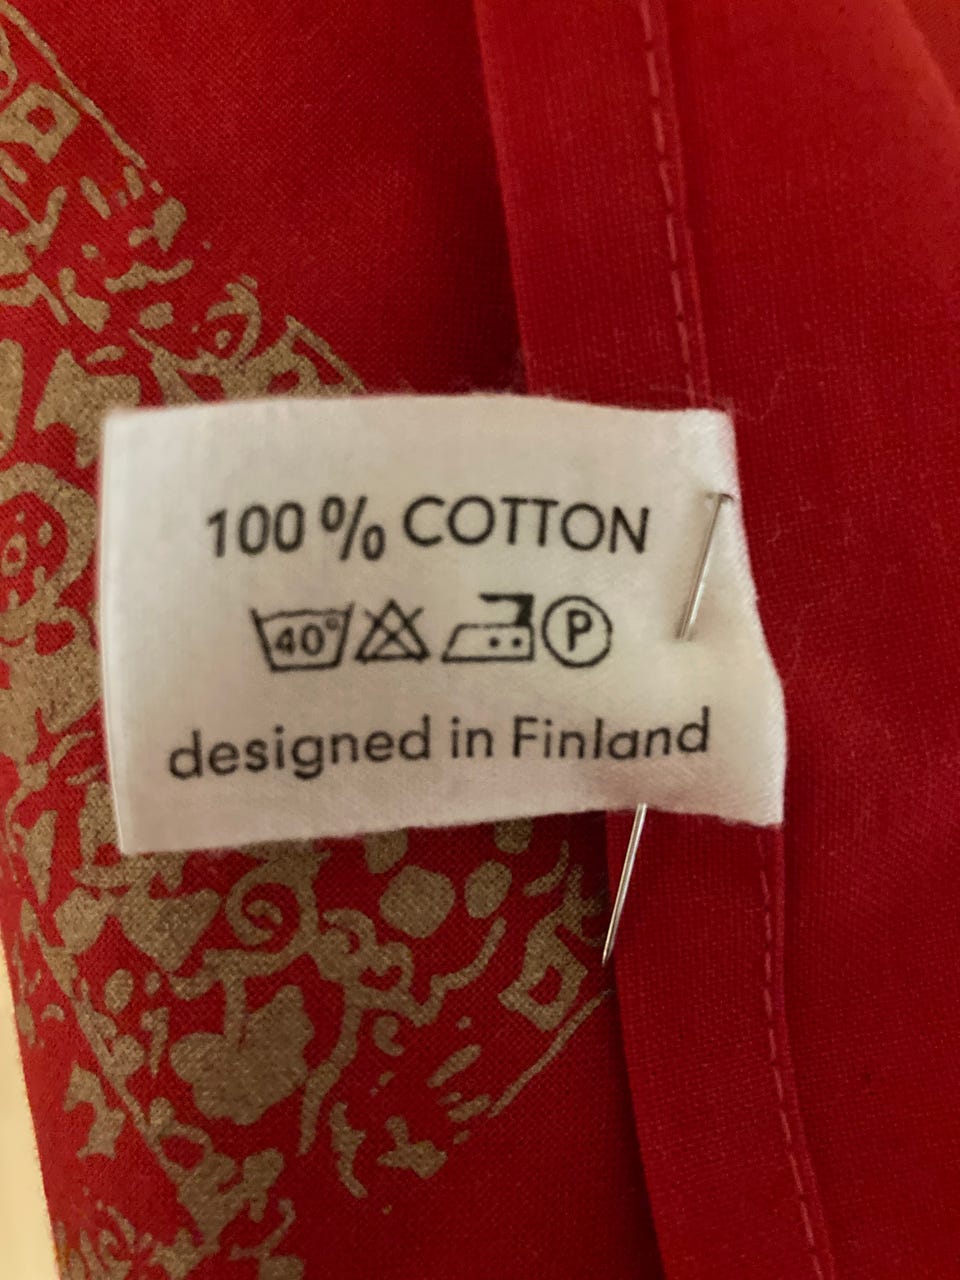 100% COTTON
40° P
designed in Finland